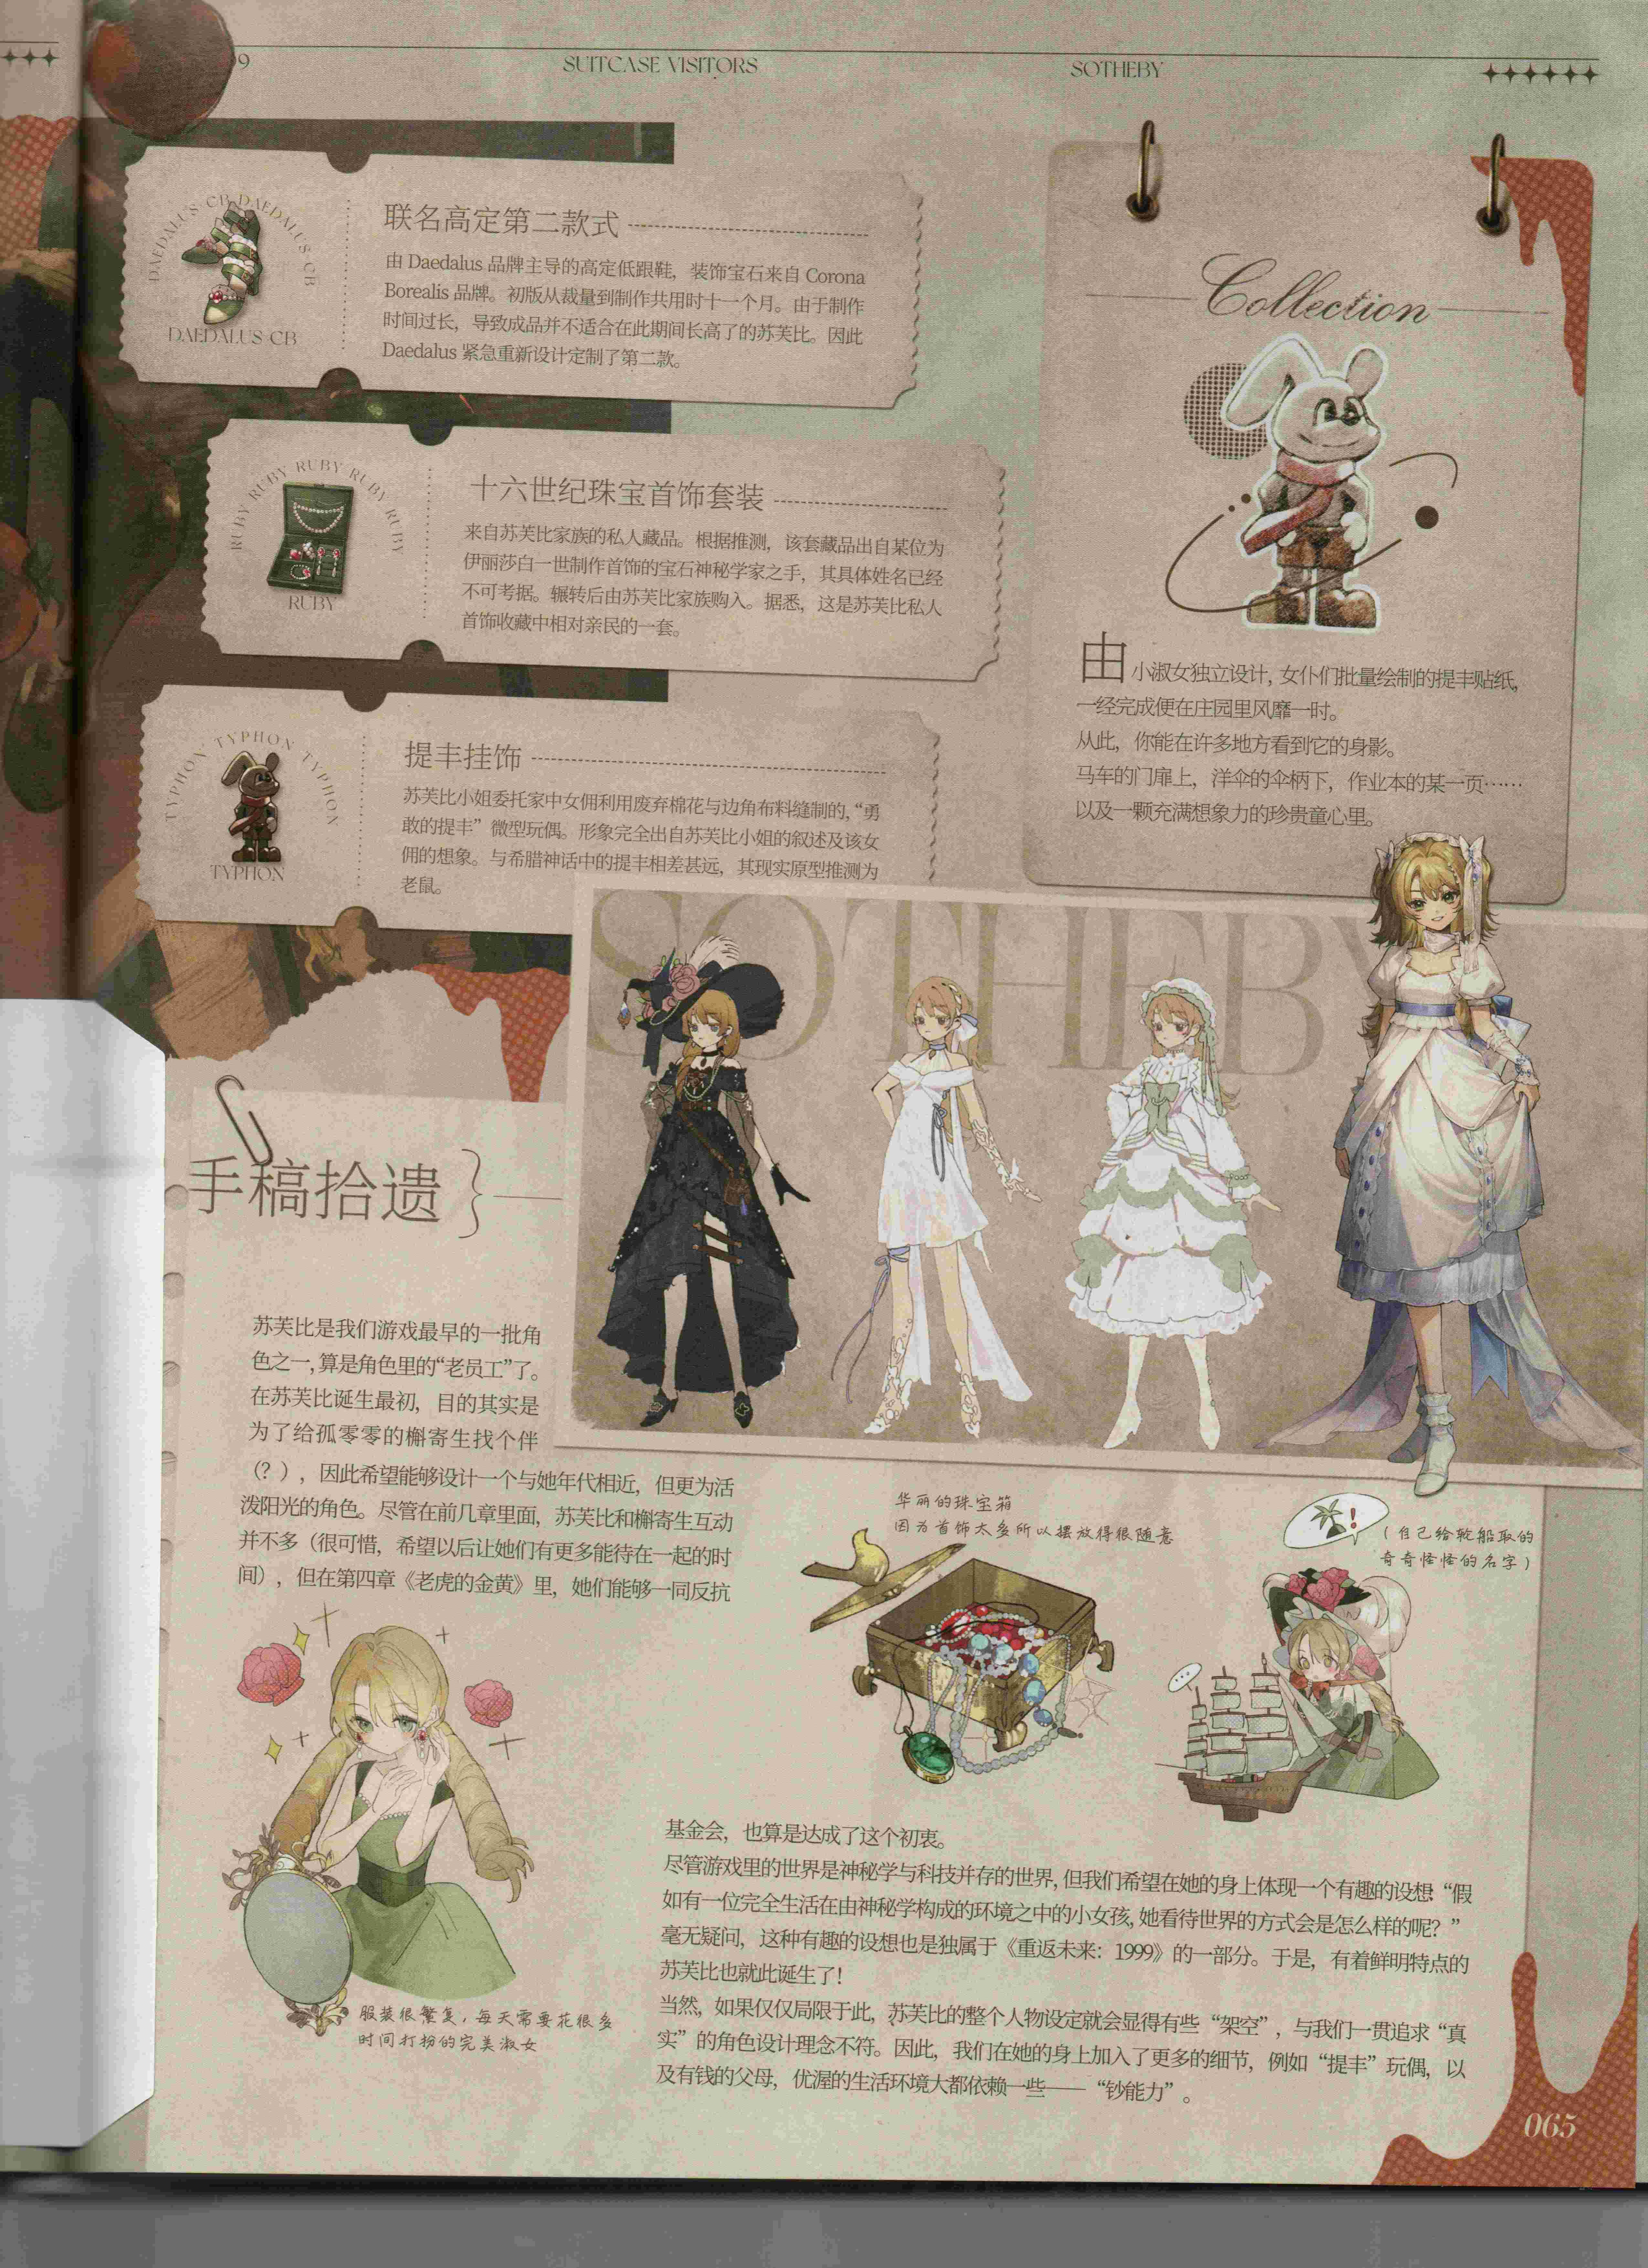 SUITCASE VISITORS
SOTHEBY
DAEDALUS CB DAEDALUS CB
DAEDALUS CB
联名高定第二款式
由 Daedalus 品牌主导的高定低跟鞋，装饰宝石来自 Corona
Borealis 品牌。初版从裁量到制作共用时十一个月。由于制作
时间过长，导致成品并不适合在此期间长高了的苏芙比。因此
Daedalus 紧急重新设计定制了第二款。
RUBY RUBY RUBY RUBY RUBY
RUBY
十六世纪珠宝首饰套装
来自苏芙比家族的私人藏品。根据推测，该套藏品出自某位为
伊丽莎白一世制作首饰的宝石神秘学家之手，其具体姓名已经
不可考据。辗转后由苏芙比家族购入。据悉，这是苏芙比私人
首饰收藏中相对亲民的一套。
TYPHON TYPHON TYPHON
TYPHON
提丰挂饰
苏芙比小姐委托家中女佣利用废弃棉花与边角布料缝制的，“勇
敢的提丰”微型玩偶。形象完全出自苏芙比小姐的叙述及该女
佣的想象。与希腊神话中的提丰相差甚远，其现实原型推测为
老鼠。
Collection
由小淑女独立设计，女仆们批量绘制的提丰贴纸，
一经完成便在庄园里风靡一时。
从此，你能在许多地方看到它的身影。
马车的门扉上，洋伞的伞柄下，作业本的某一页……
以及一颗充满想象力的珍贵童心里。
SOTHEBY
手稿拾遗
苏芙比是我们游戏最早的一批角
色之一，算是角色里的“老员工”了。
在苏芙比诞生最初，目的其实是
为了给孤零零的槲寄生找个伴
（？），因此希望能够设计一个与她年代相近，但更为活
泼阳光的角色。尽管在前几章里面，苏芙比和槲寄生互动
并不多（很可惜，希望以后让她们有更多能待在一起的时
间），但在第四章《老虎的金黄》里，她们能够一同反抗
华丽的珠宝箱
因为首饰太多所以摆放得很随意
（自己给轮船取的
奇奇怪怪的名字）
服装很繁复，每天需要花很多
时间打扮的完美淑女
基金会，也算是达成了这个初衷。
尽管游戏里的世界是神秘学与科技并存的世界，但我们希望在她的身上体现一个有趣的设想：“假
如有一位完全生活在由神秘学构成的环境之中的小女孩，她看待世界的方式会是怎么样的呢？”
毫无疑问，这种有趣的设想也是独属于《重返未来：1999》的一部分。于是，有着鲜明特点的
苏芙比也就此诞生了！
当然，如果仅仅局限于此，苏芙比的整个人物设定就会显得有些“架空”，与我们一贯追求“真
实”的角色设计理念不符。因此，我们在她的身上加入了更多的细节，例如“提丰”玩偶，以
及有钱的父母，优渥的生活环境大都依赖一些——“钞能力”。
065